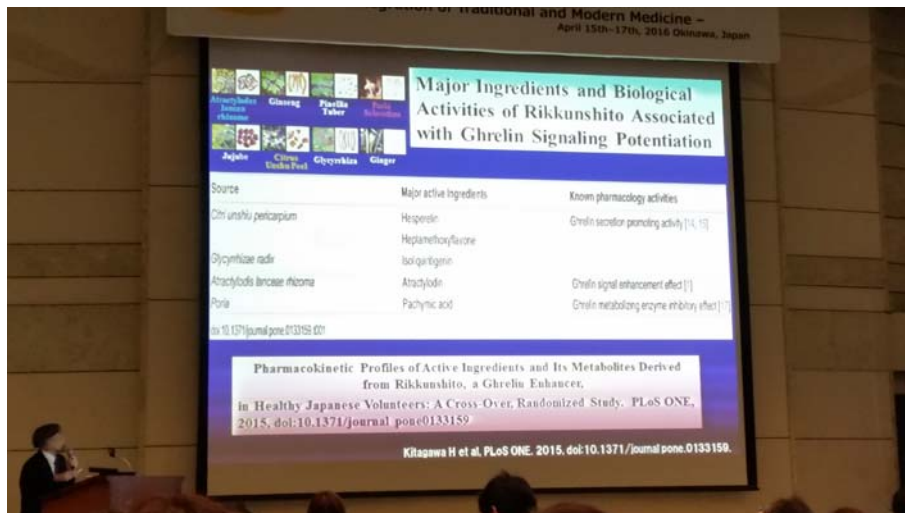 Integration of Traditional and Modern Medicine –
April 15th–17th, 2016 Okinawa, Japan
Major Ingredients and Biological
Activities of Rikkunshito Associated
with Ghrelin Signaling Potentiation
Atractylodes Ginseng Pinellia Poria
lancea Tuber Sclerotium
rhizome
Jujube Citrus Glycyrrhiza Ginger
Unshu Peel
Source Major active ingredients Known pharmacology activities
Citri unshiu pericarpium Hesperetin Ghrelin secretion promoting activity [14, 15]
Heptamethoxyflavone
Glycyrrhizae radix Isoliquiritigenin
Atractylodis lanceae rhizoma Atractylodin Ghrelin signal enhancement effect
Poria Pachymic acid Ghrelin metabolizing enzyme inhibitory effect [17]
doi:10.1371/journal.pone.0133159.t001
Pharmacokinetic Profiles of Active Ingredients and Its Metabolites Derived
from Rikkunshito, a Ghrelin Enhancer,
in Healthy Japanese Volunteers: A Cross-Over, Randomized Study. PLoS ONE,
2015, doi:10.1371/journal pone0133159
Kitagawa H et al, PLoS ONE. 2015, doi:10.1371/journal.pone.0133159.